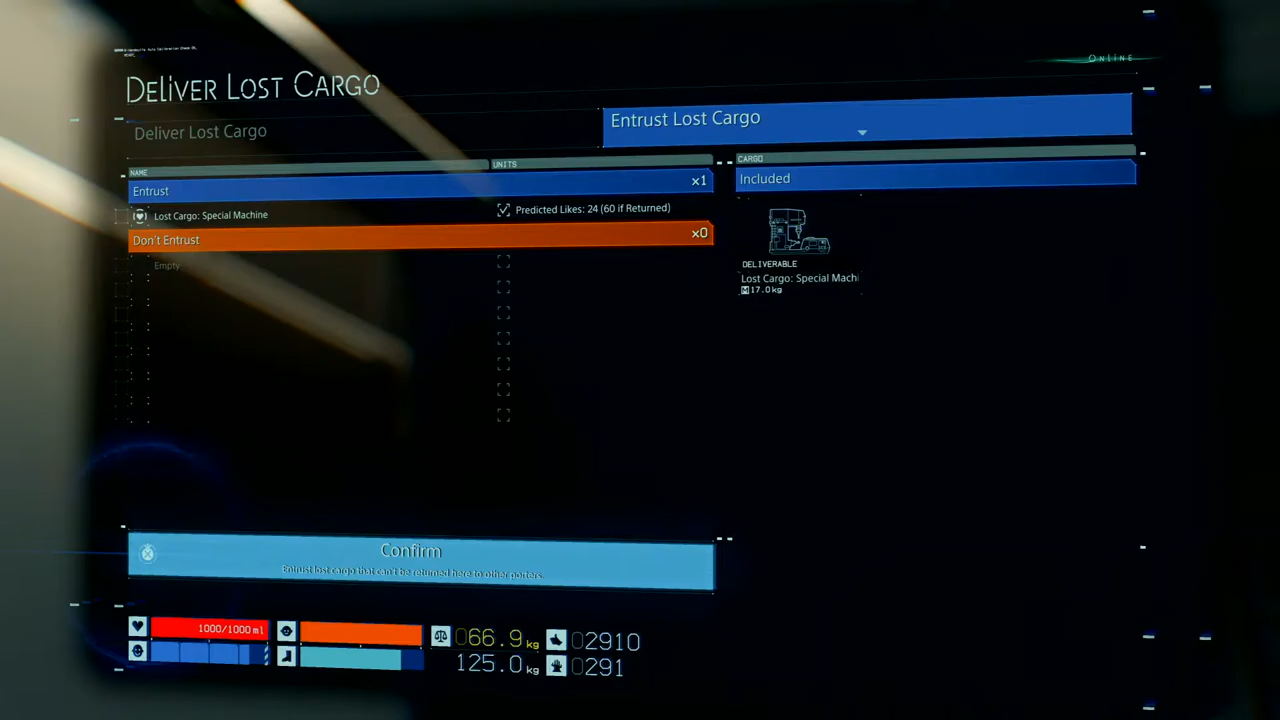 Deliver Lost Cargo
Online
Deliver Lost Cargo
Entrust Lost Cargo
NAME
UNITS
CARGO
Entrust
x1
Included
Lost Cargo: Special Machine
Predicted Likes: 24 (60 if Returned)
Don't Entrust
x0
Empty
DELIVERABLE
Lost Cargo: Special Machi
M 17.0kg
Confirm
Entrust lost cargo that can't be returned here to other porters.
1000/1000 ml
066.9 kg
02910
125.0 kg
0291